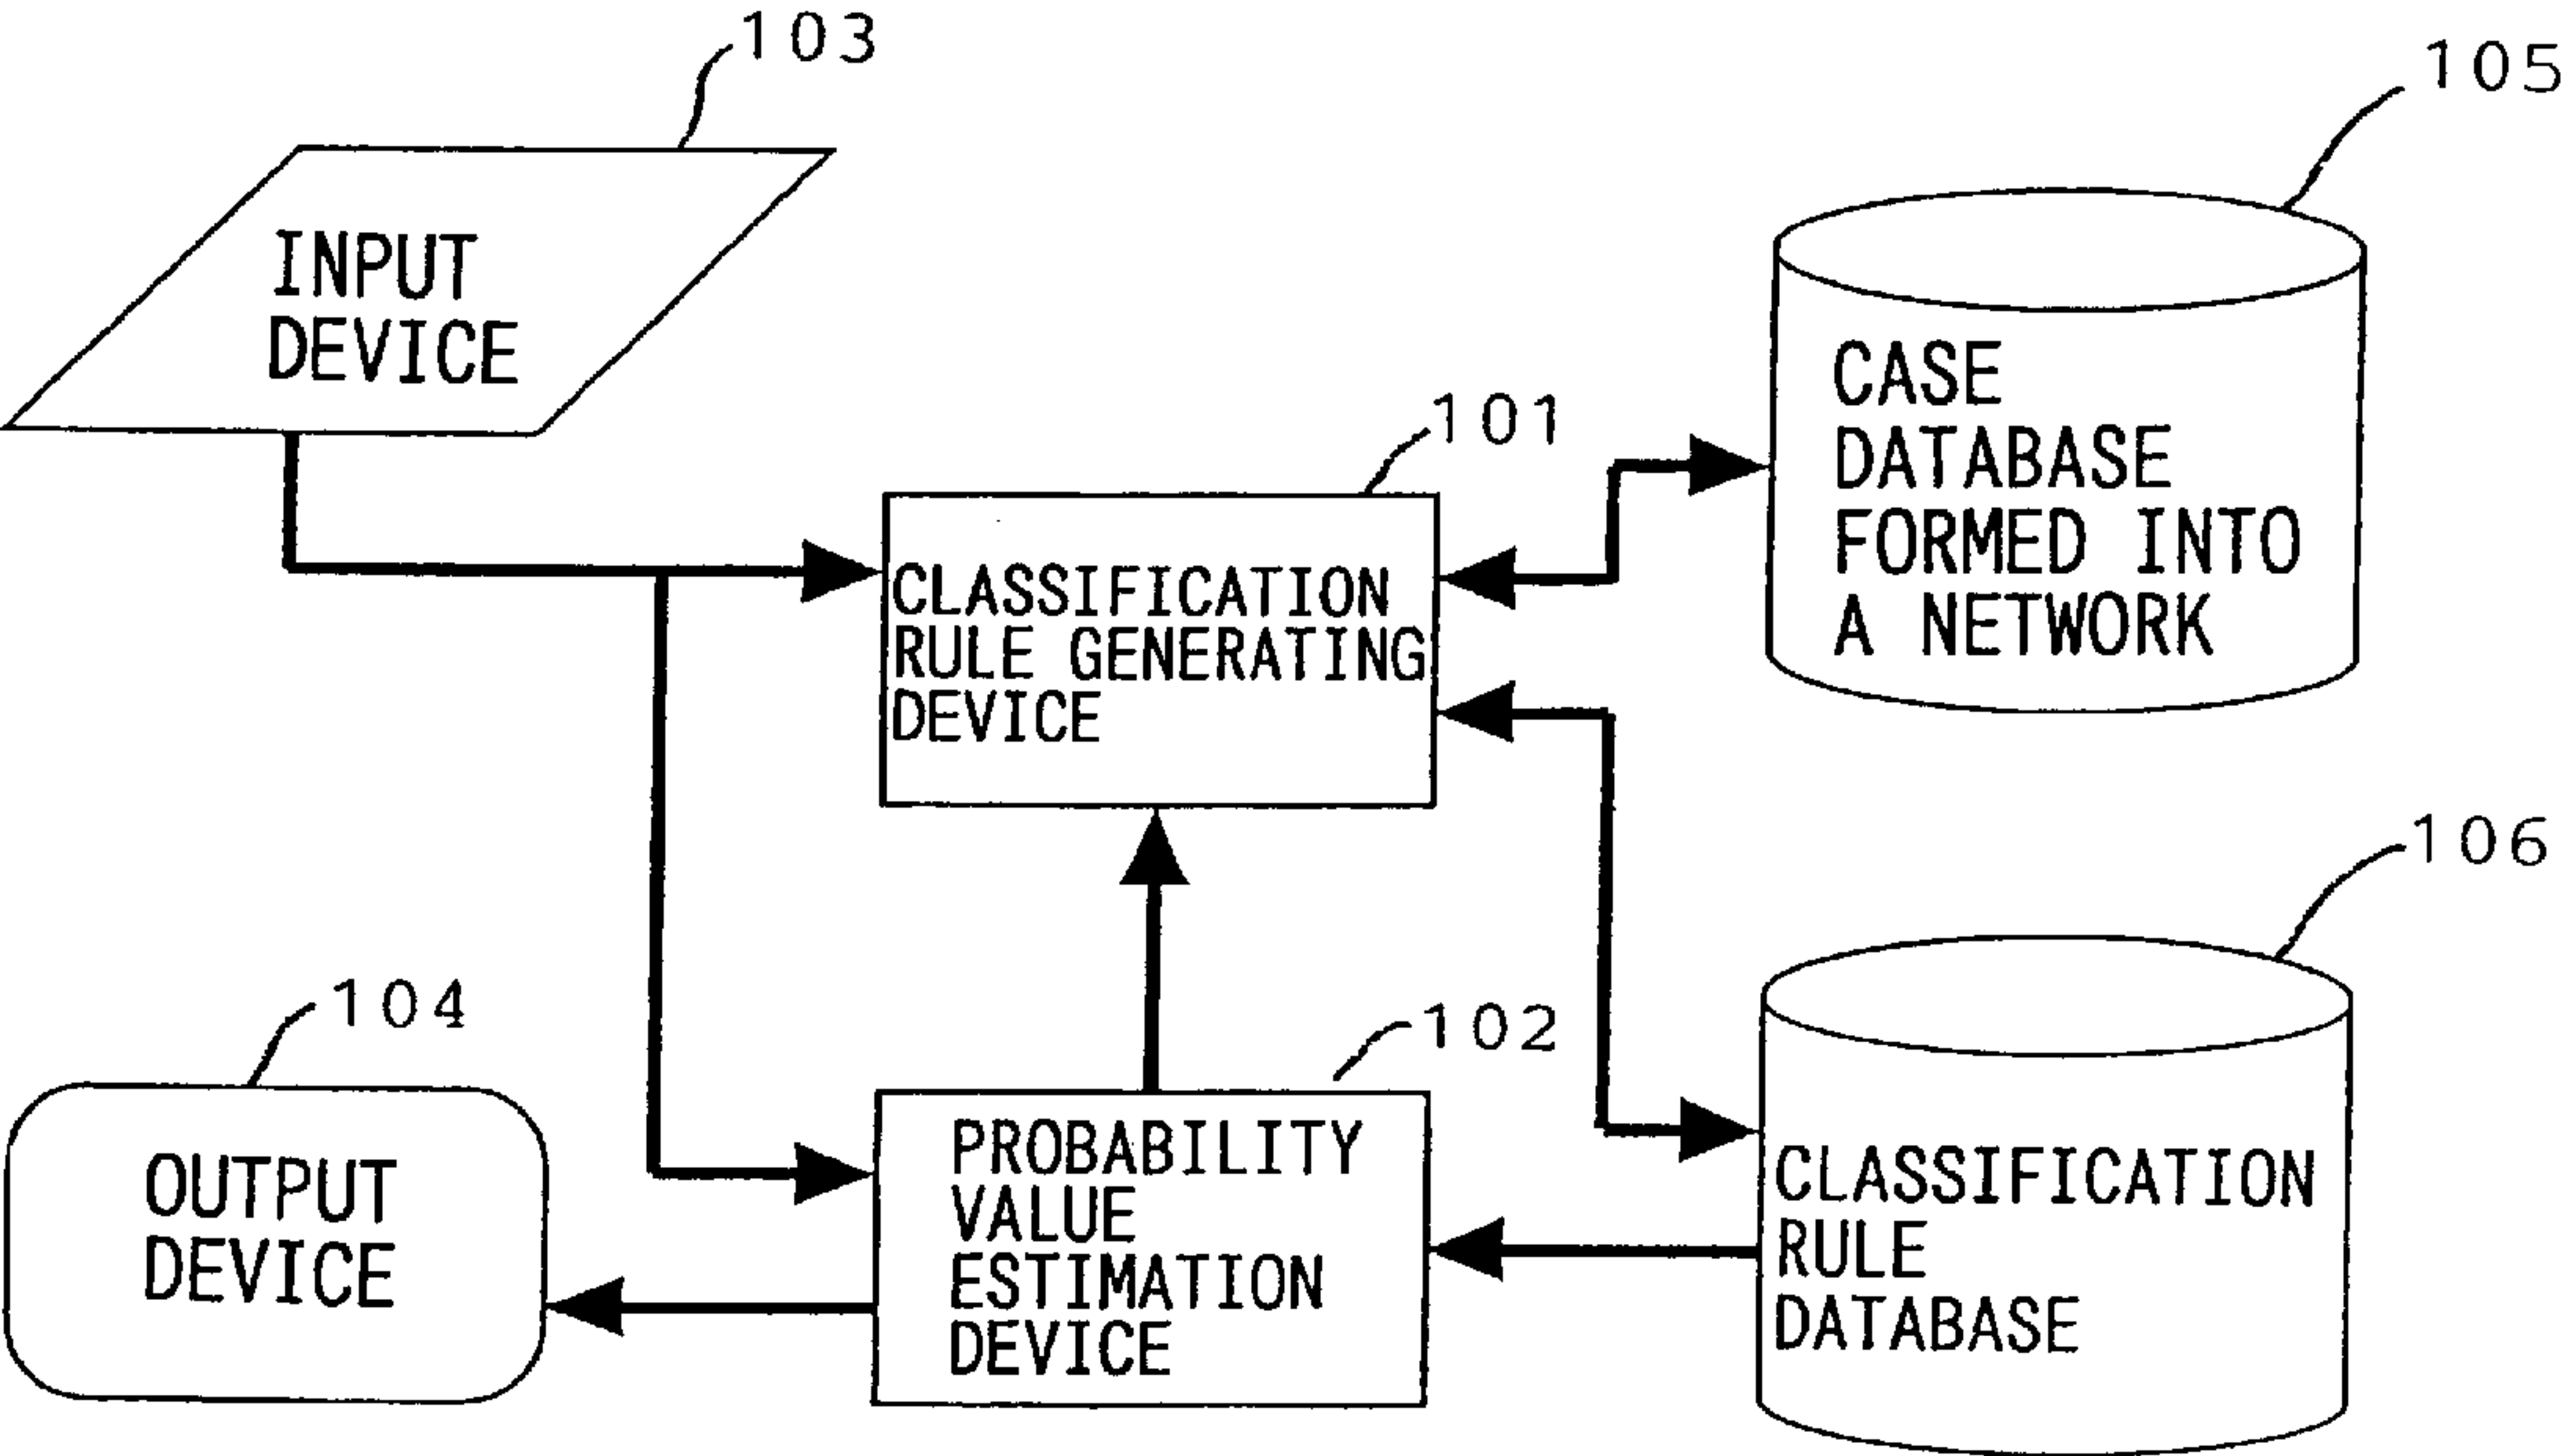 103
INPUT
DEVICE
105
CASE
DATABASE
FORMED INTO
A NETWORK
101
CLASSIFICATION
RULE GENERATING
DEVICE
106
CLASSIFICATION
RULE
DATABASE
102
PROBABILITY
VALUE
ESTIMATION
DEVICE
104
OUTPUT
DEVICE